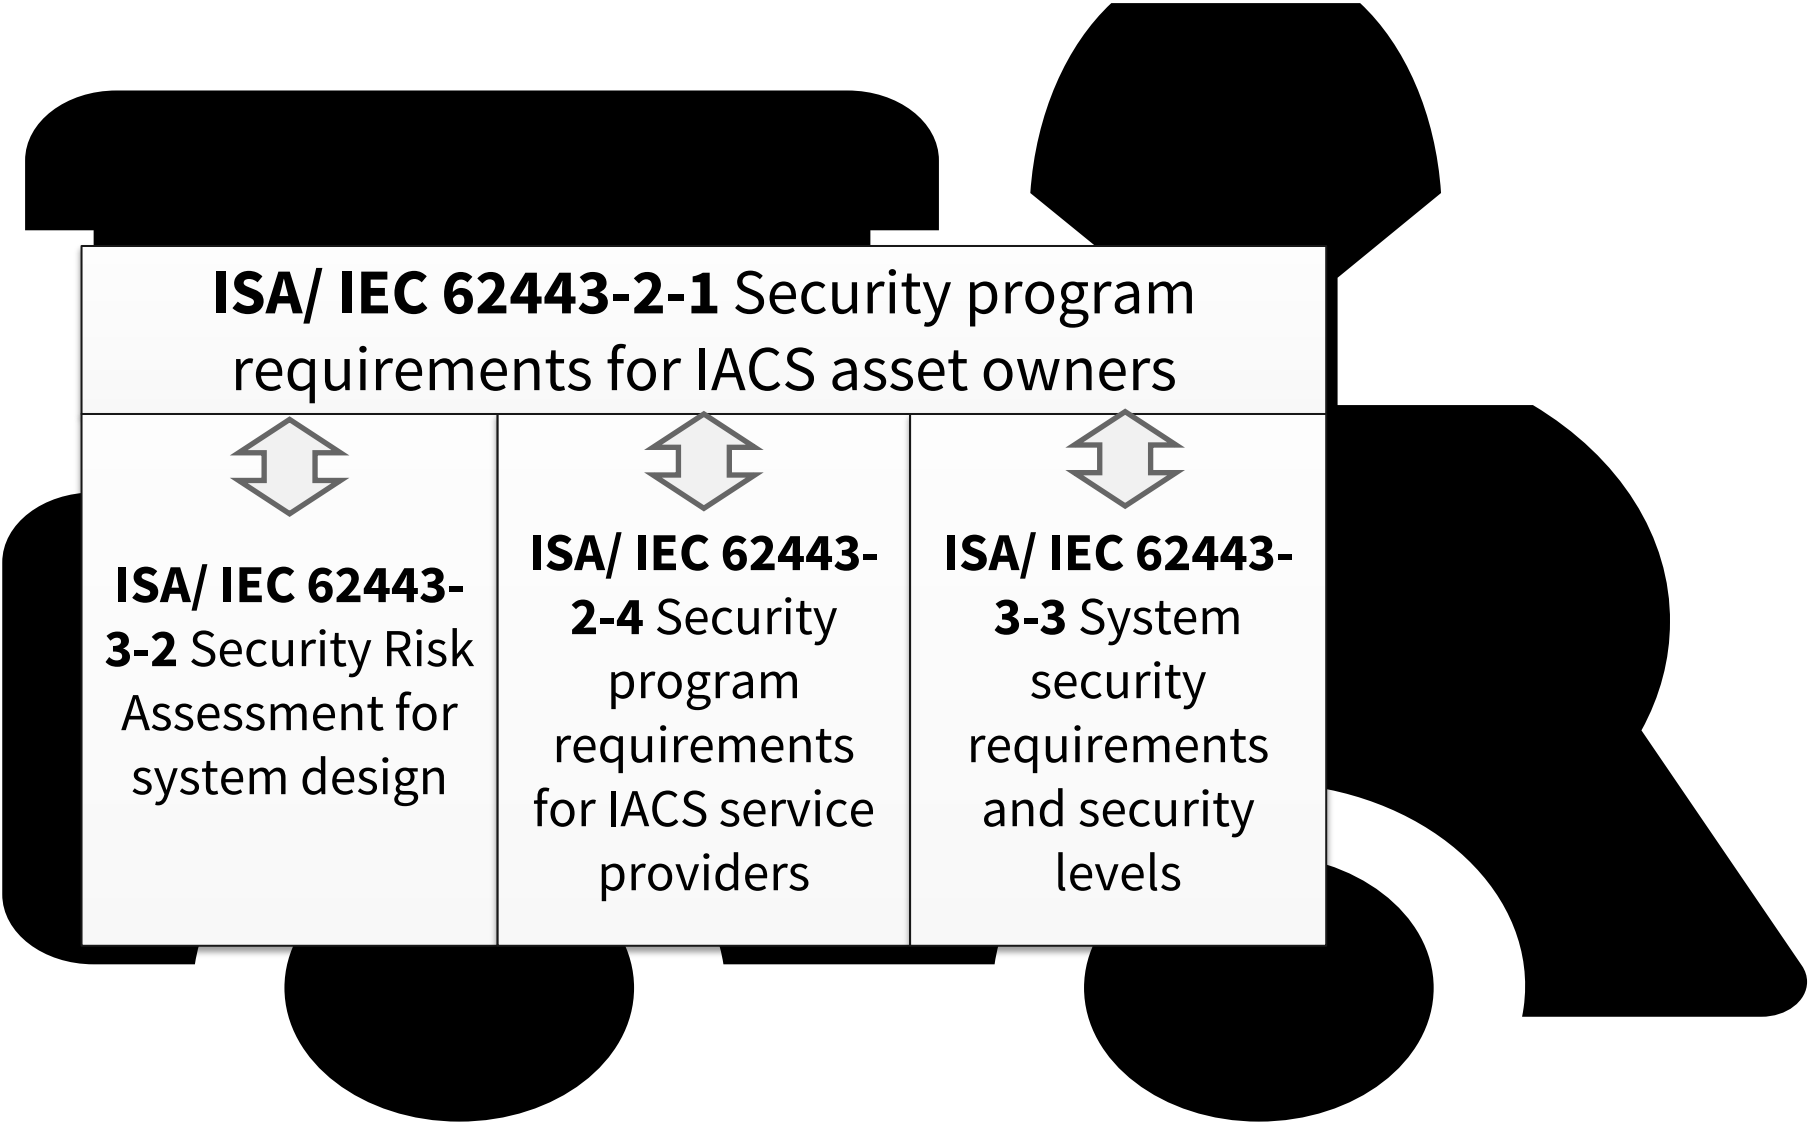 ISA/ IEC 62443-2-1 Security program
requirements for IACS asset owners
ISA/ IEC 62443-
3-2 Security Risk
Assessment for
system design
ISA/ IEC 62443-
2-4 Security
program
requirements
for IACS service
providers
ISA/ IEC 62443-
3-3 System
security
requirements
and security
levels